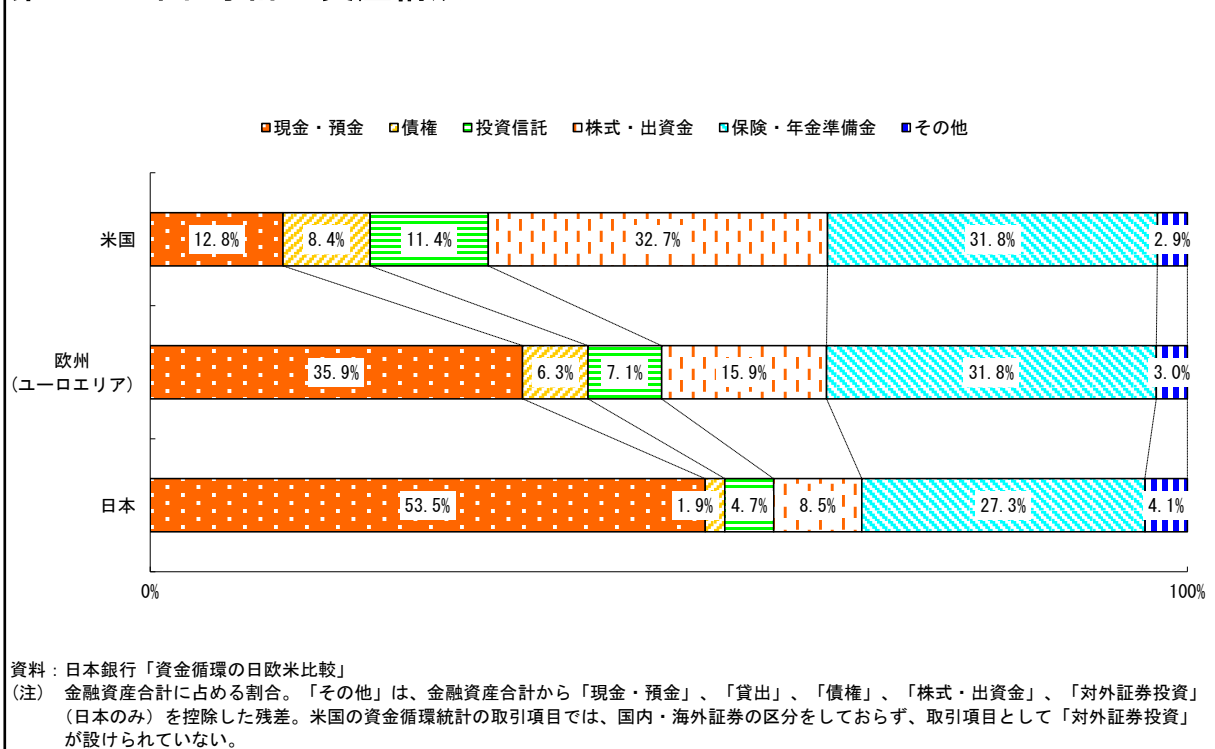 ■現金・預金 ■債権 ■投資信託 ■株式・出資金 ■保険・年金準備金 ■その他
米国
12.8% 8.4% 11.4% 32.7% 31.8% 2.9%
欧州
(ユーロエリア)
35.9% 6.3% 7.1% 15.9% 31.8% 3.0%
日本
53.5% 1.9% 4.7% 8.5% 27.3% 4.1%
0% 100%
資料：日本銀行「資金循環の日欧米比較」
(注) 金融資産合計に占める割合。「その他」は、金融資産合計から「現金・預金」、「貸出」、「債権」、「株式・出資金」、「対外証券投資」
(日本のみ) を控除した残差。米国の資金循環統計の取引項目では、国内・海外証券の区分をしておらず、取引項目として「対外証券投資」
が設けられていない。